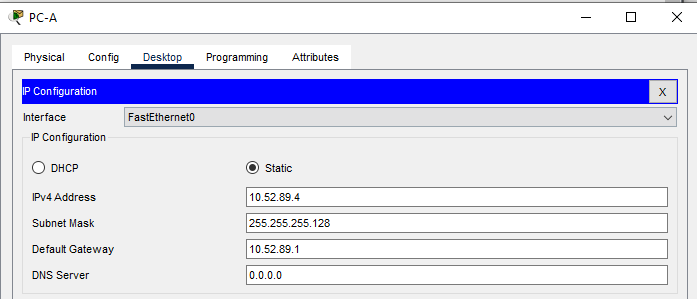 PC-A
Physical Config Desktop Programming Attributes
IP Configuration X
Interface FastEthernet0
IP Configuration
DHCP Static
IPv4 Address 10.52.89.4
Subnet Mask 255.255.255.128
Default Gateway 10.52.89.1
DNS Server 0.0.0.0